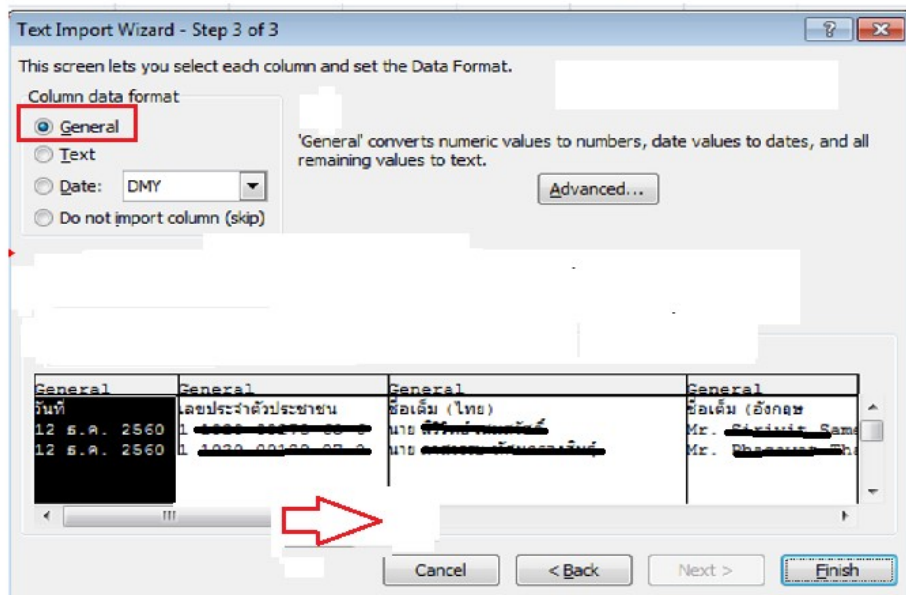 Text Import Wizard - Step 3 of 3
This screen lets you select each column and set the Data Format.
Column data format
General
Text
Date: DMY
Do not import column (skip)
'General' converts numeric values to numbers, date values to dates, and all
remaining values to text.
Advanced...
General General General General
วันที่ เลขประจำตัวประชาชน ชื่อเต็ม (ไทย) ชื่อเต็ม (อังกฤษ
12 ธ.ค. 2560 1 นาย Mr.
12 ธ.ค. 2560 1 นาย Mr.
Cancel < Back Next > Finish